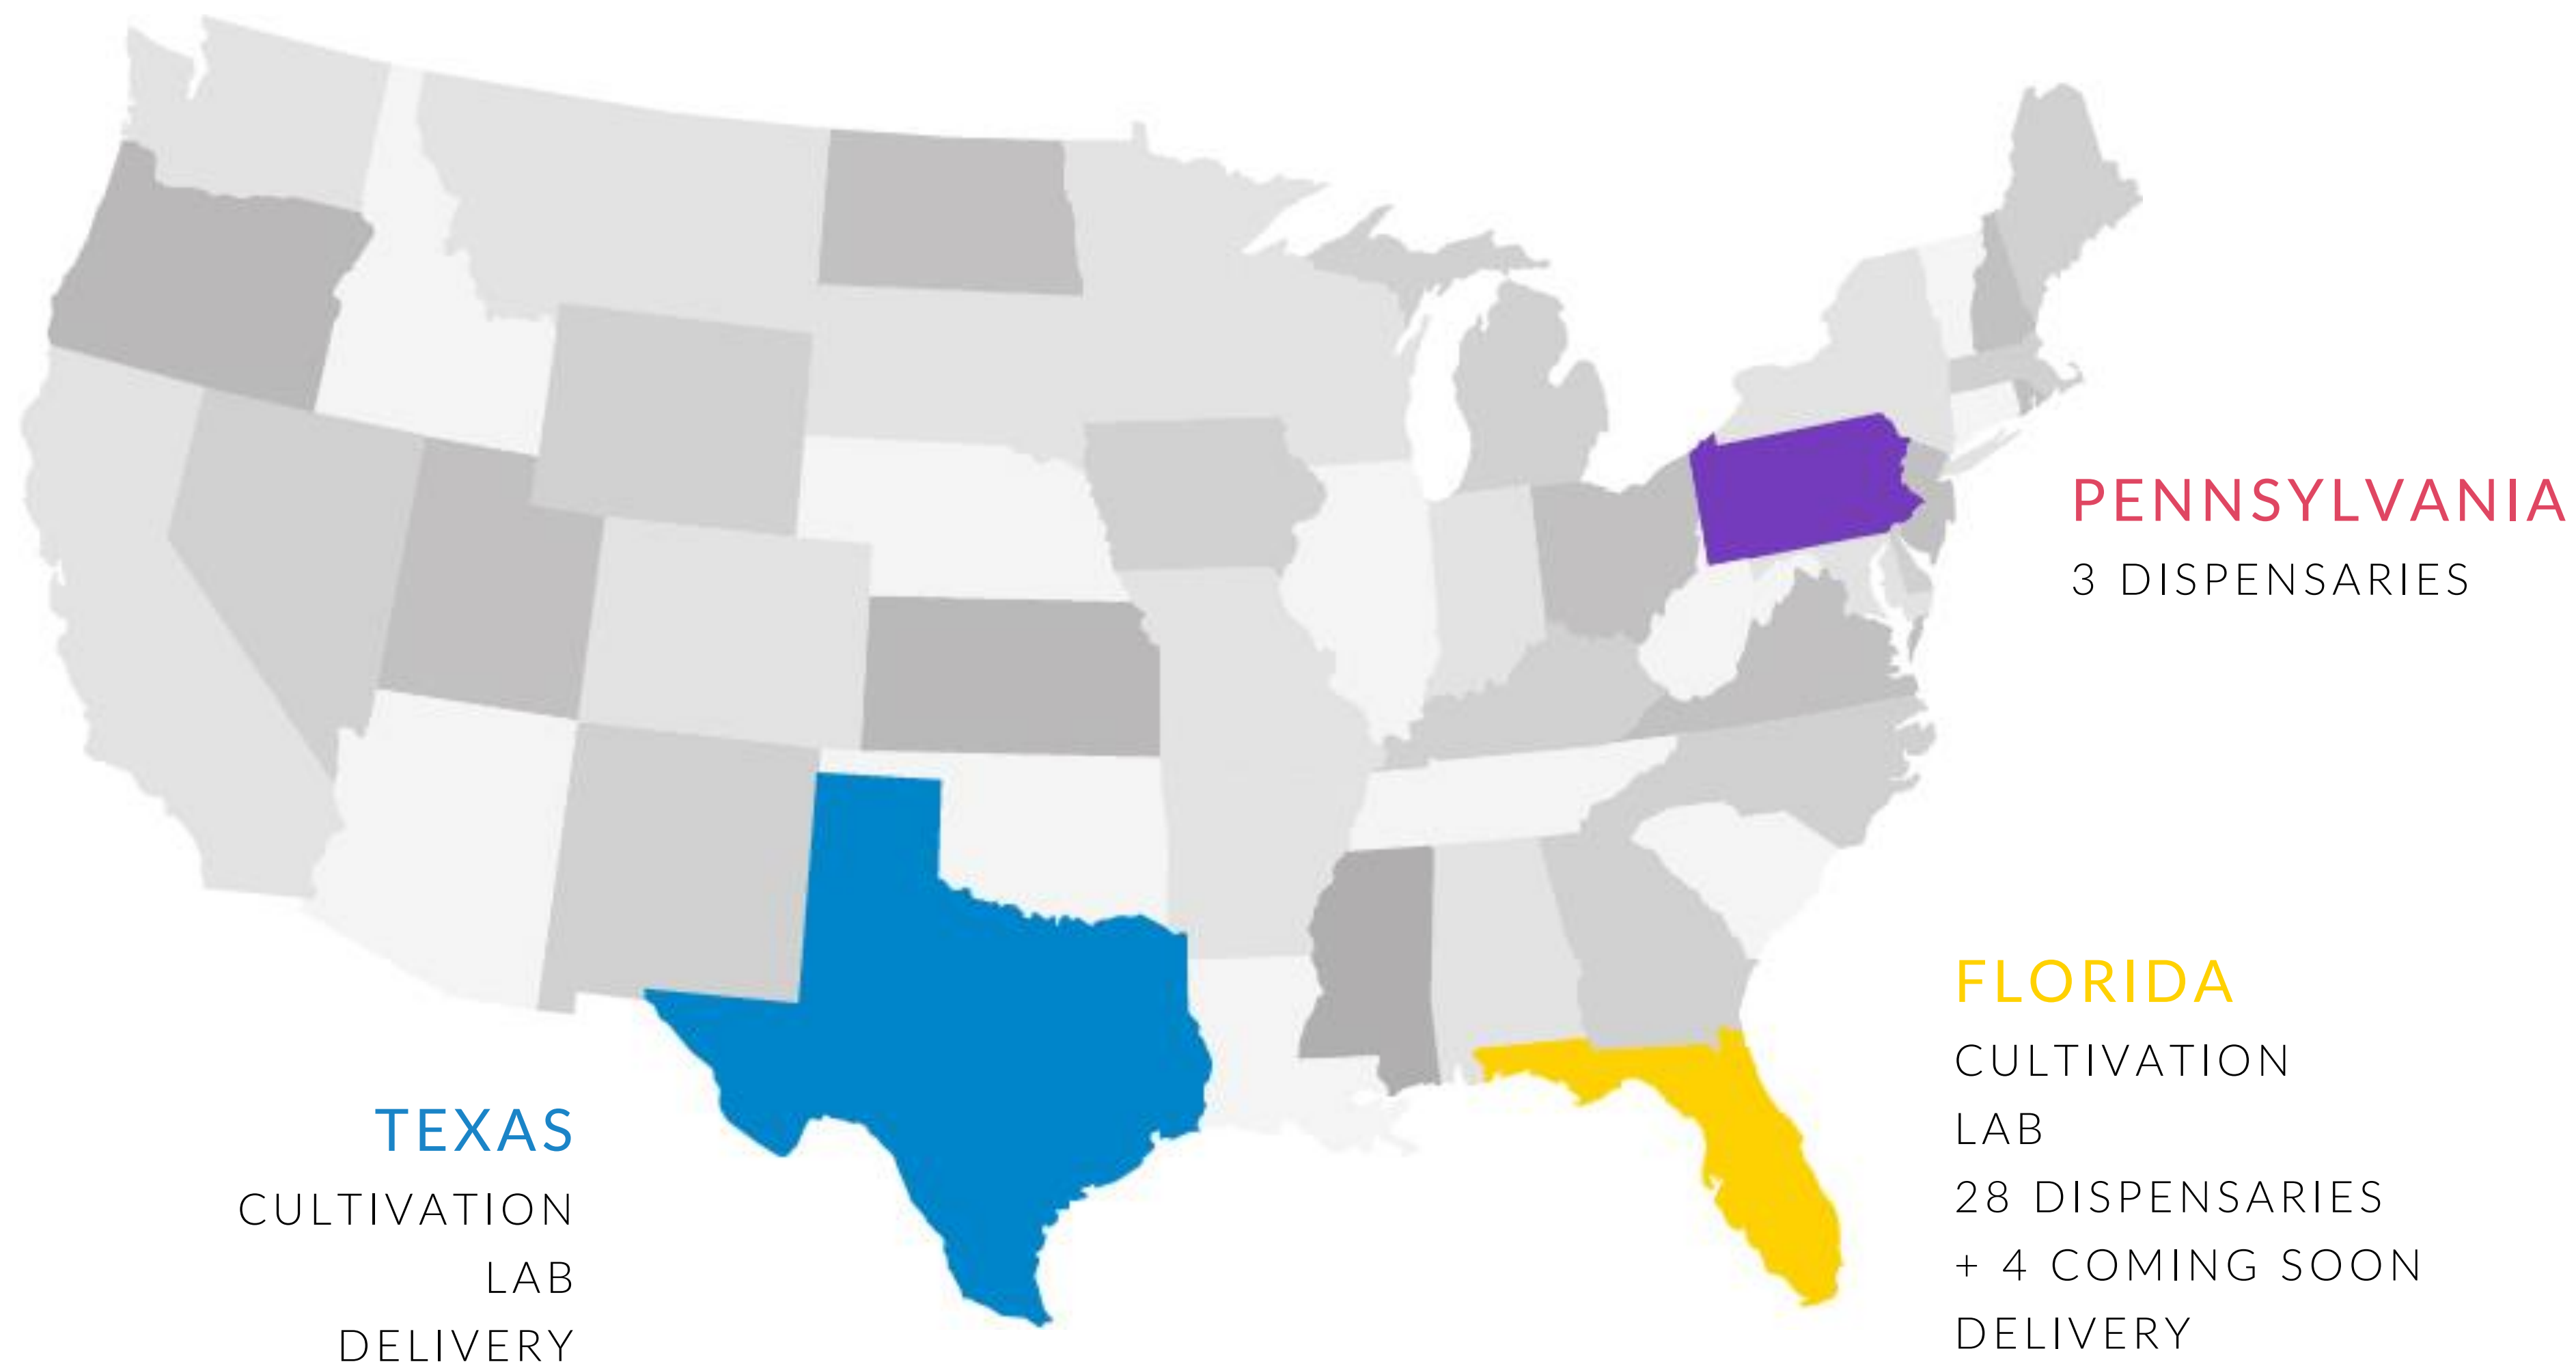 PENNSYLVANIA
3 DISPENSARIES
FLORIDA
CULTIVATION
LAB
28 DISPENSARIES
+ 4 COMING SOON
DELIVERY
TEXAS
CULTIVATION
LAB
DELIVERY